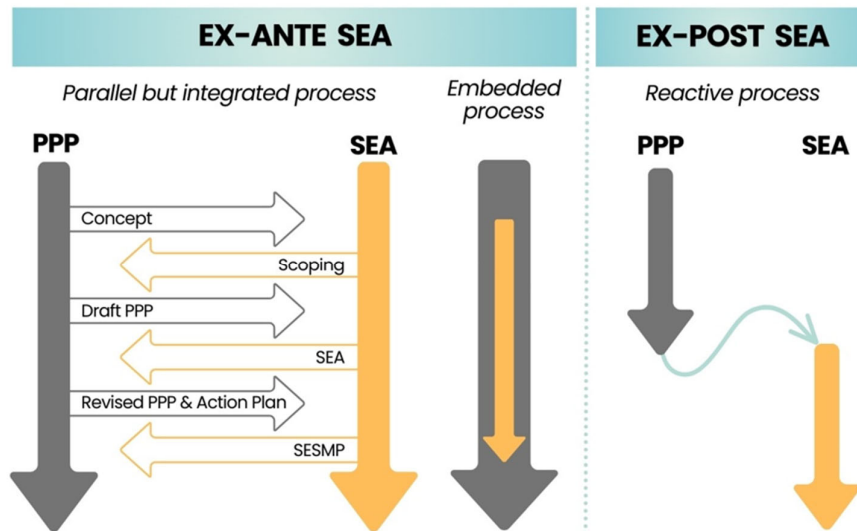 EX-ANTE SEA
EX-POST SEA
Parallel but integrated process
Embedded
process
Reactive process
PPP
SEA
PPP
SEA
Concept
Scoping
Draft PPP
SEA
Revised PPP & Action Plan
SESMP